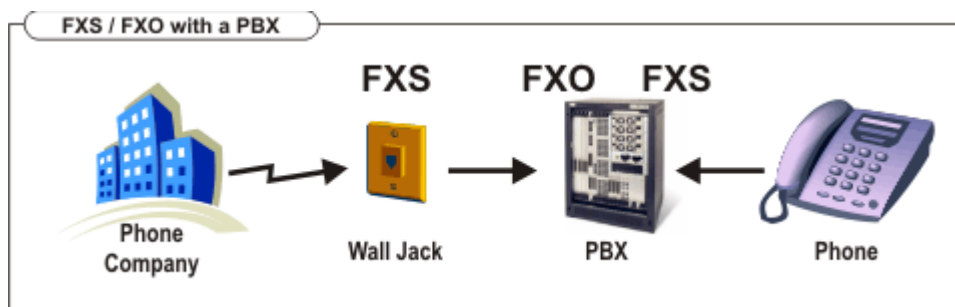 FXS / FXO with a PBX
FXS
FXO
FXS
Phone
Company
Wall Jack
PBX
Phone